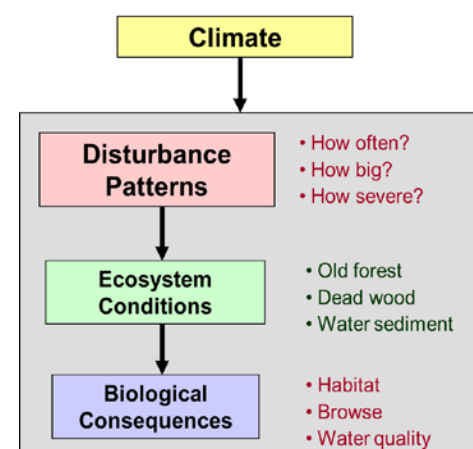 Climate
Disturbance
Patterns
• How often?
• How big?
• How severe?
Ecosystem
Conditions
• Old forest
• Dead wood
• Water sediment
Biological
Consequences
• Habitat
• Browse
• Water quality